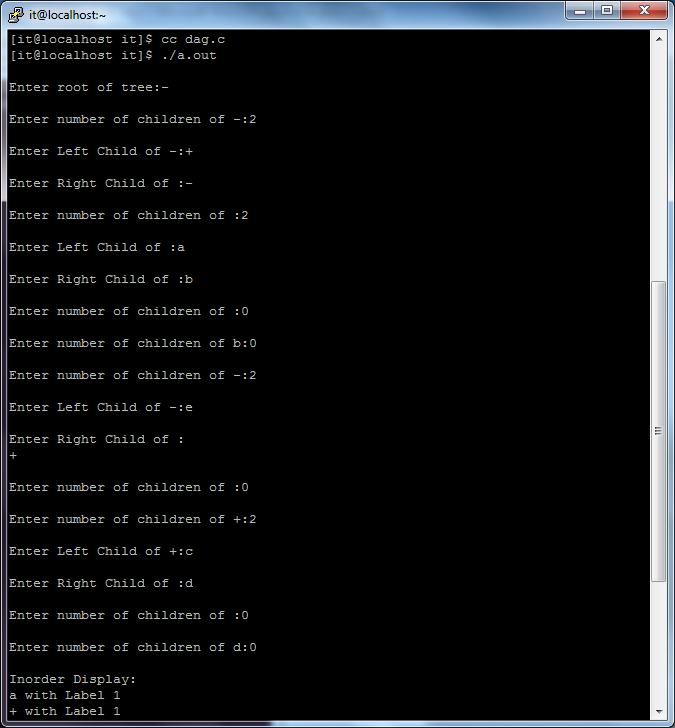 it@localhost:~
[it@localhost it]$ cc dag.c
[it@localhost it]$ ./a.out
Enter root of tree:-
Enter number of children of -:2
Enter Left Child of -:+
Enter Right Child of :-
Enter number of children of :2
Enter Left Child of :a
Enter Right Child of :b
Enter number of children of :0
Enter number of children of b:0
Enter number of children of -:2
Enter Left Child of -:e
Enter Right Child of :
+
Enter number of children of :0
Enter number of children of +:2
Enter Left Child of +:c
Enter Right Child of :d
Enter number of children of :0
Enter number of children of d:0
Inorder Display:
a with Label 1
+ with Label 1